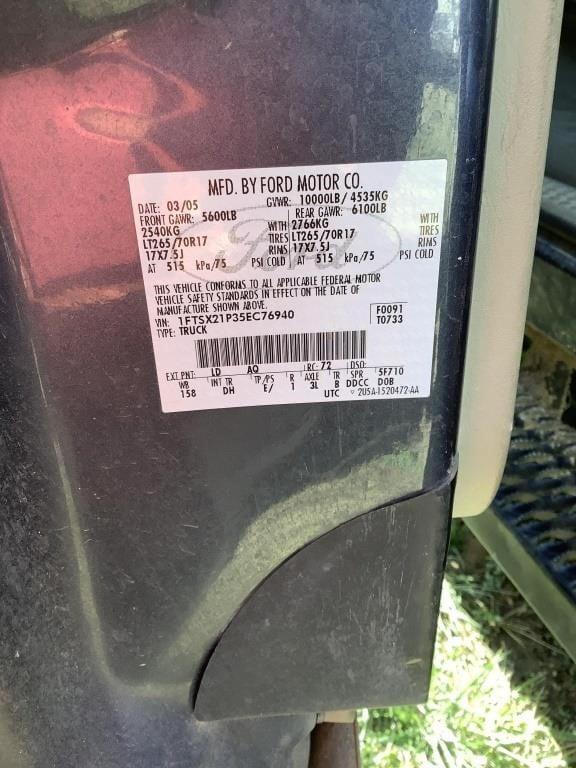 MFD. BY FORD MOTOR CO.
DATE: 03/05 GVWR: 10000LB/ 4535KG
FRONT GAWR: 5600LB REAR GAWR: 6100LB
2540KG WITH 2766KG WITH
LT265/70R17 TIRES LT265/70R17 TIRES
17X7.5J RIMS 17X7.5J RIMS
AT 515 kPa/75 PSI COLD AT 515 kPa/75 PSI COLD
Ford
THIS VEHICLE CONFORMS TO ALL APPLICABLE FEDERAL MOTOR
VEHICLE SAFETY STANDARDS IN EFFECT ON THE DATE OF
MANUFACTURE SHOWN ABOVE.
VIN: 1FTSX21P35EC76940 F0091
TYPE: TRUCK T0733
EXT PNT: LD AQ RC: 72 DSO:
WB INT TR TP/PS R AXLE TR SPR 5F710
158 DH E/ 1 3L B DDCC DOB
UTC ▽ 2U5A-1520472-AA